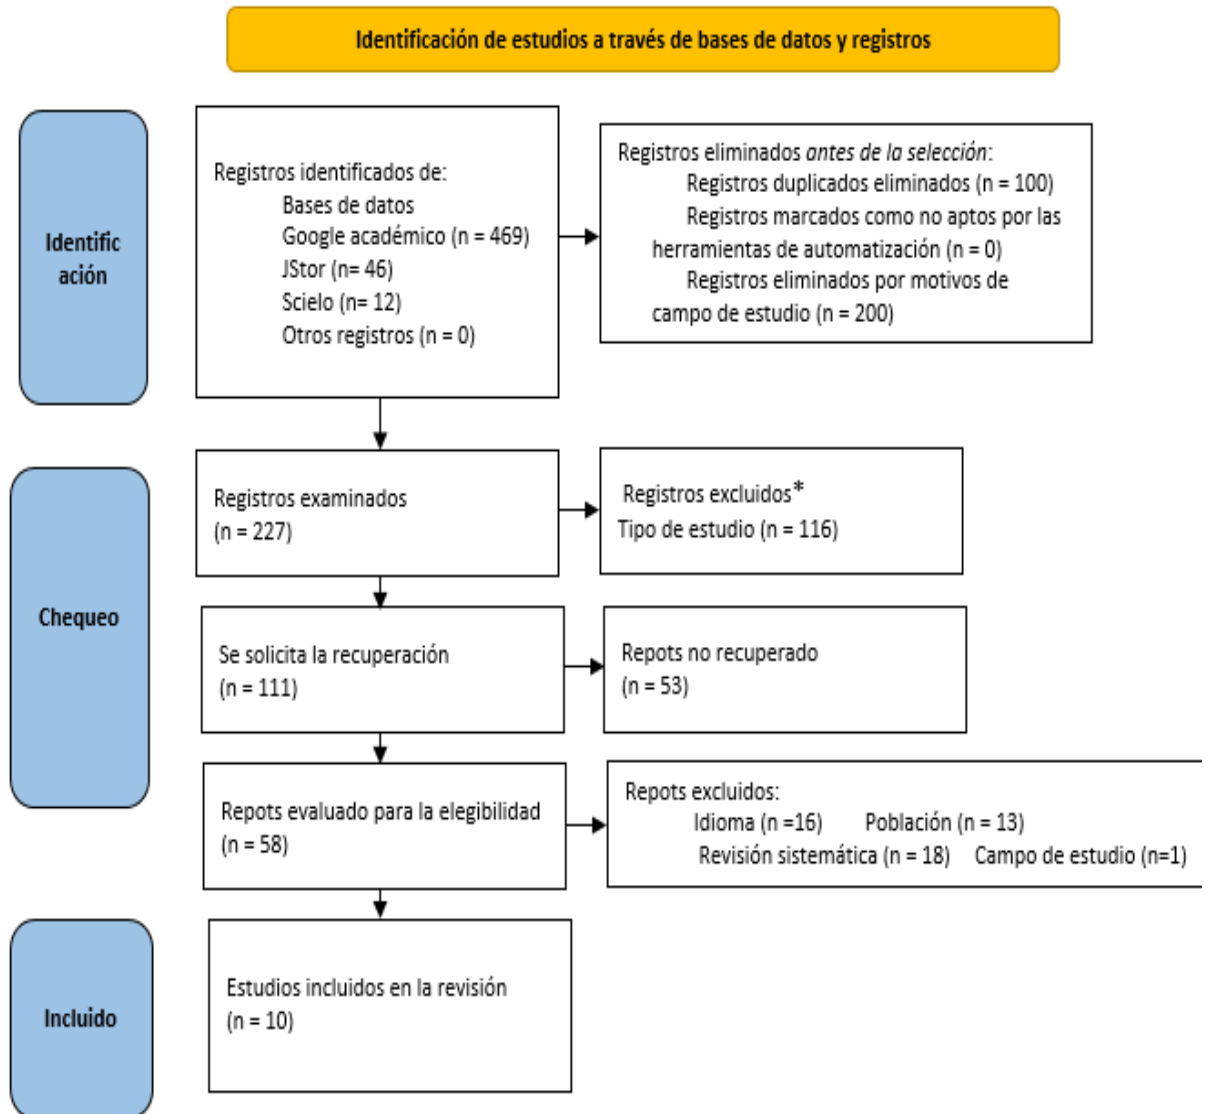 Identificación de estudios a través de bases de datos y registros
Identific
ación
Registros identificados de:
Bases de datos
Google académico (n = 469)
JStor (n= 46)
Scielo (n= 12)
Otros registros (n = 0)
Registros eliminados antes de la selección:
Registros duplicados eliminados (n = 100)
Registros marcados como no aptos por las
herramientas de automatización (n = 0)
Registros eliminados por motivos de
campo de estudio (n = 200)
Chequeo
Registros examinados
(n = 227)
Registros excluidos*
Tipo de estudio (n = 116)
Se solicita la recuperación
(n = 111)
Repots no recuperado
(n = 53)
Repots evaluado para la elegibilidad
(n = 58)
Repots excluidos:
Idioma (n =16) Población (n = 13)
Revisión sistemática (n = 18) Campo de estudio (n=1)
Incluido
Estudios incluidos en la revisión
(n = 10)